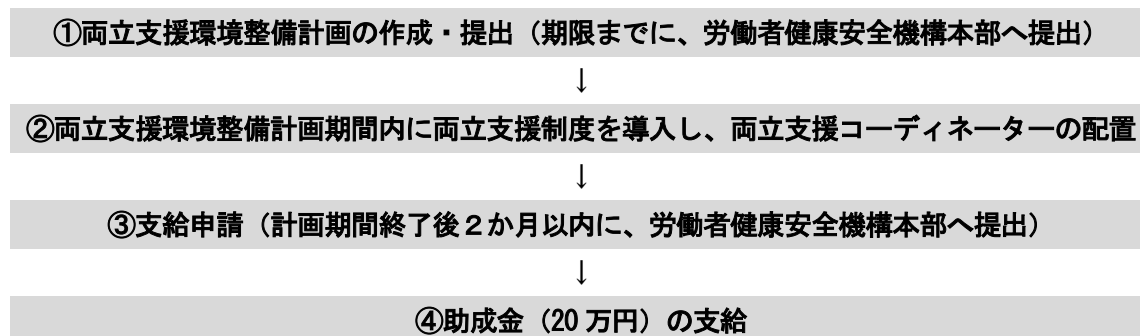 ①両立支援環境整備計画の作成・提出（期限までに、労働者健康安全機構本部へ提出）
↓
②両立支援環境整備計画期間内に両立支援制度を導入し、両立支援コーディネーターの配置
↓
③支給申請（計画期間終了後２か月以内に、労働者健康安全機構本部へ提出）
↓
④助成金（20 万円）の支給